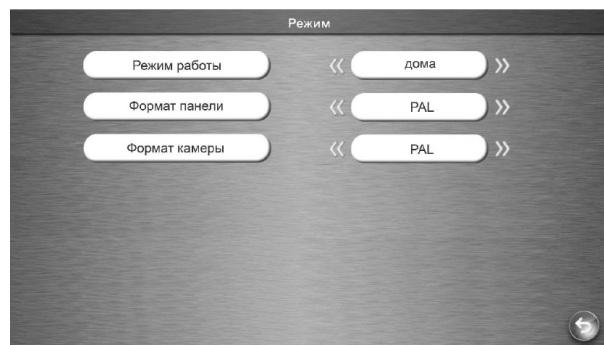 Режим
Режим работы дома
Формат панели PAL
Формат камеры PAL